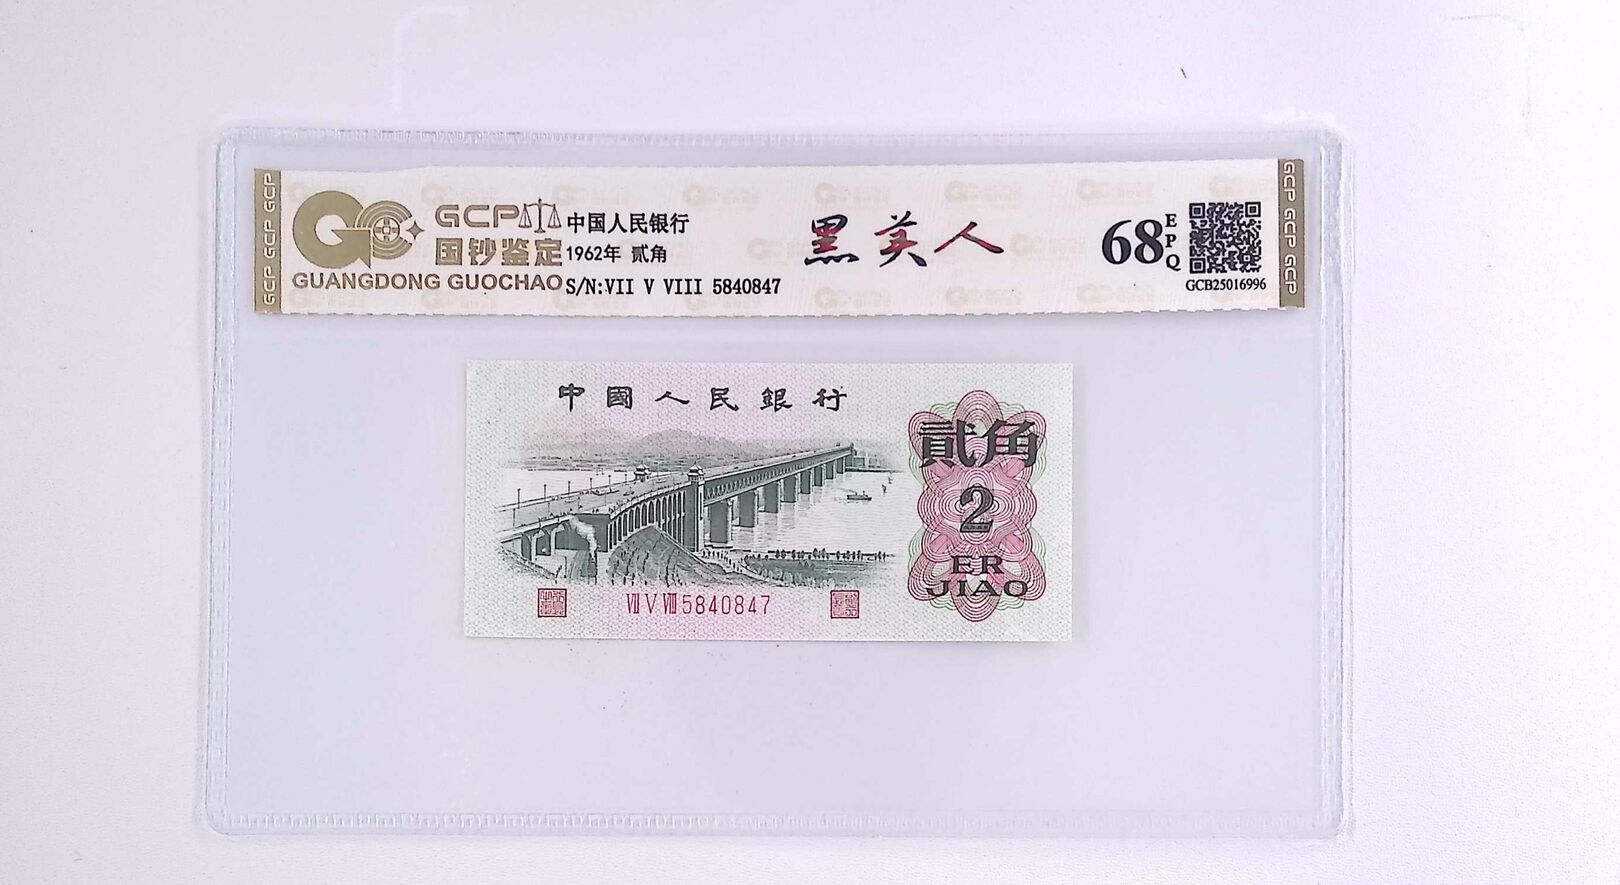 GCP GCP GCP
GCP
国钞鉴定
GUANGDONG GUOCHAO
中国人民银行
1962年 贰角
S/N:VII V VIII 5840847
黑美人
68
EPQ
GCB25016996
GCP GCP GCP
中國人民銀行
貳角
2
ER
JIAO
Ⅶ Ⅴ Ⅷ 5840847